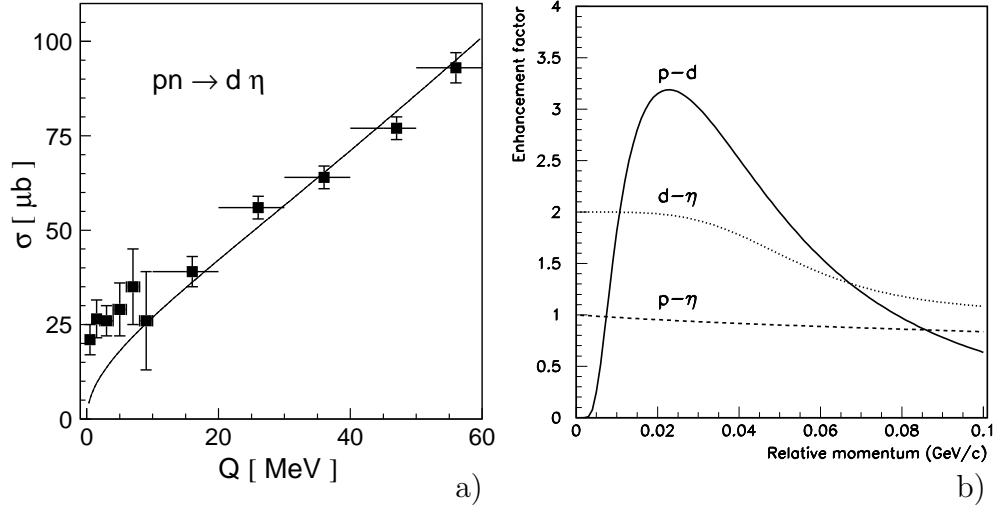 σ [ μb ]
100
75
50
25
0
pn → d η
0
20
40
60
Q [ MeV ]
a)
Enhancement factor
4
3.5
3
2.5
2
1.5
1
0.5
0
p−d
d−η
p−η
0
0.02
0.04
0.06
0.08
0.1
Relative momentum (GeV/c)
b)